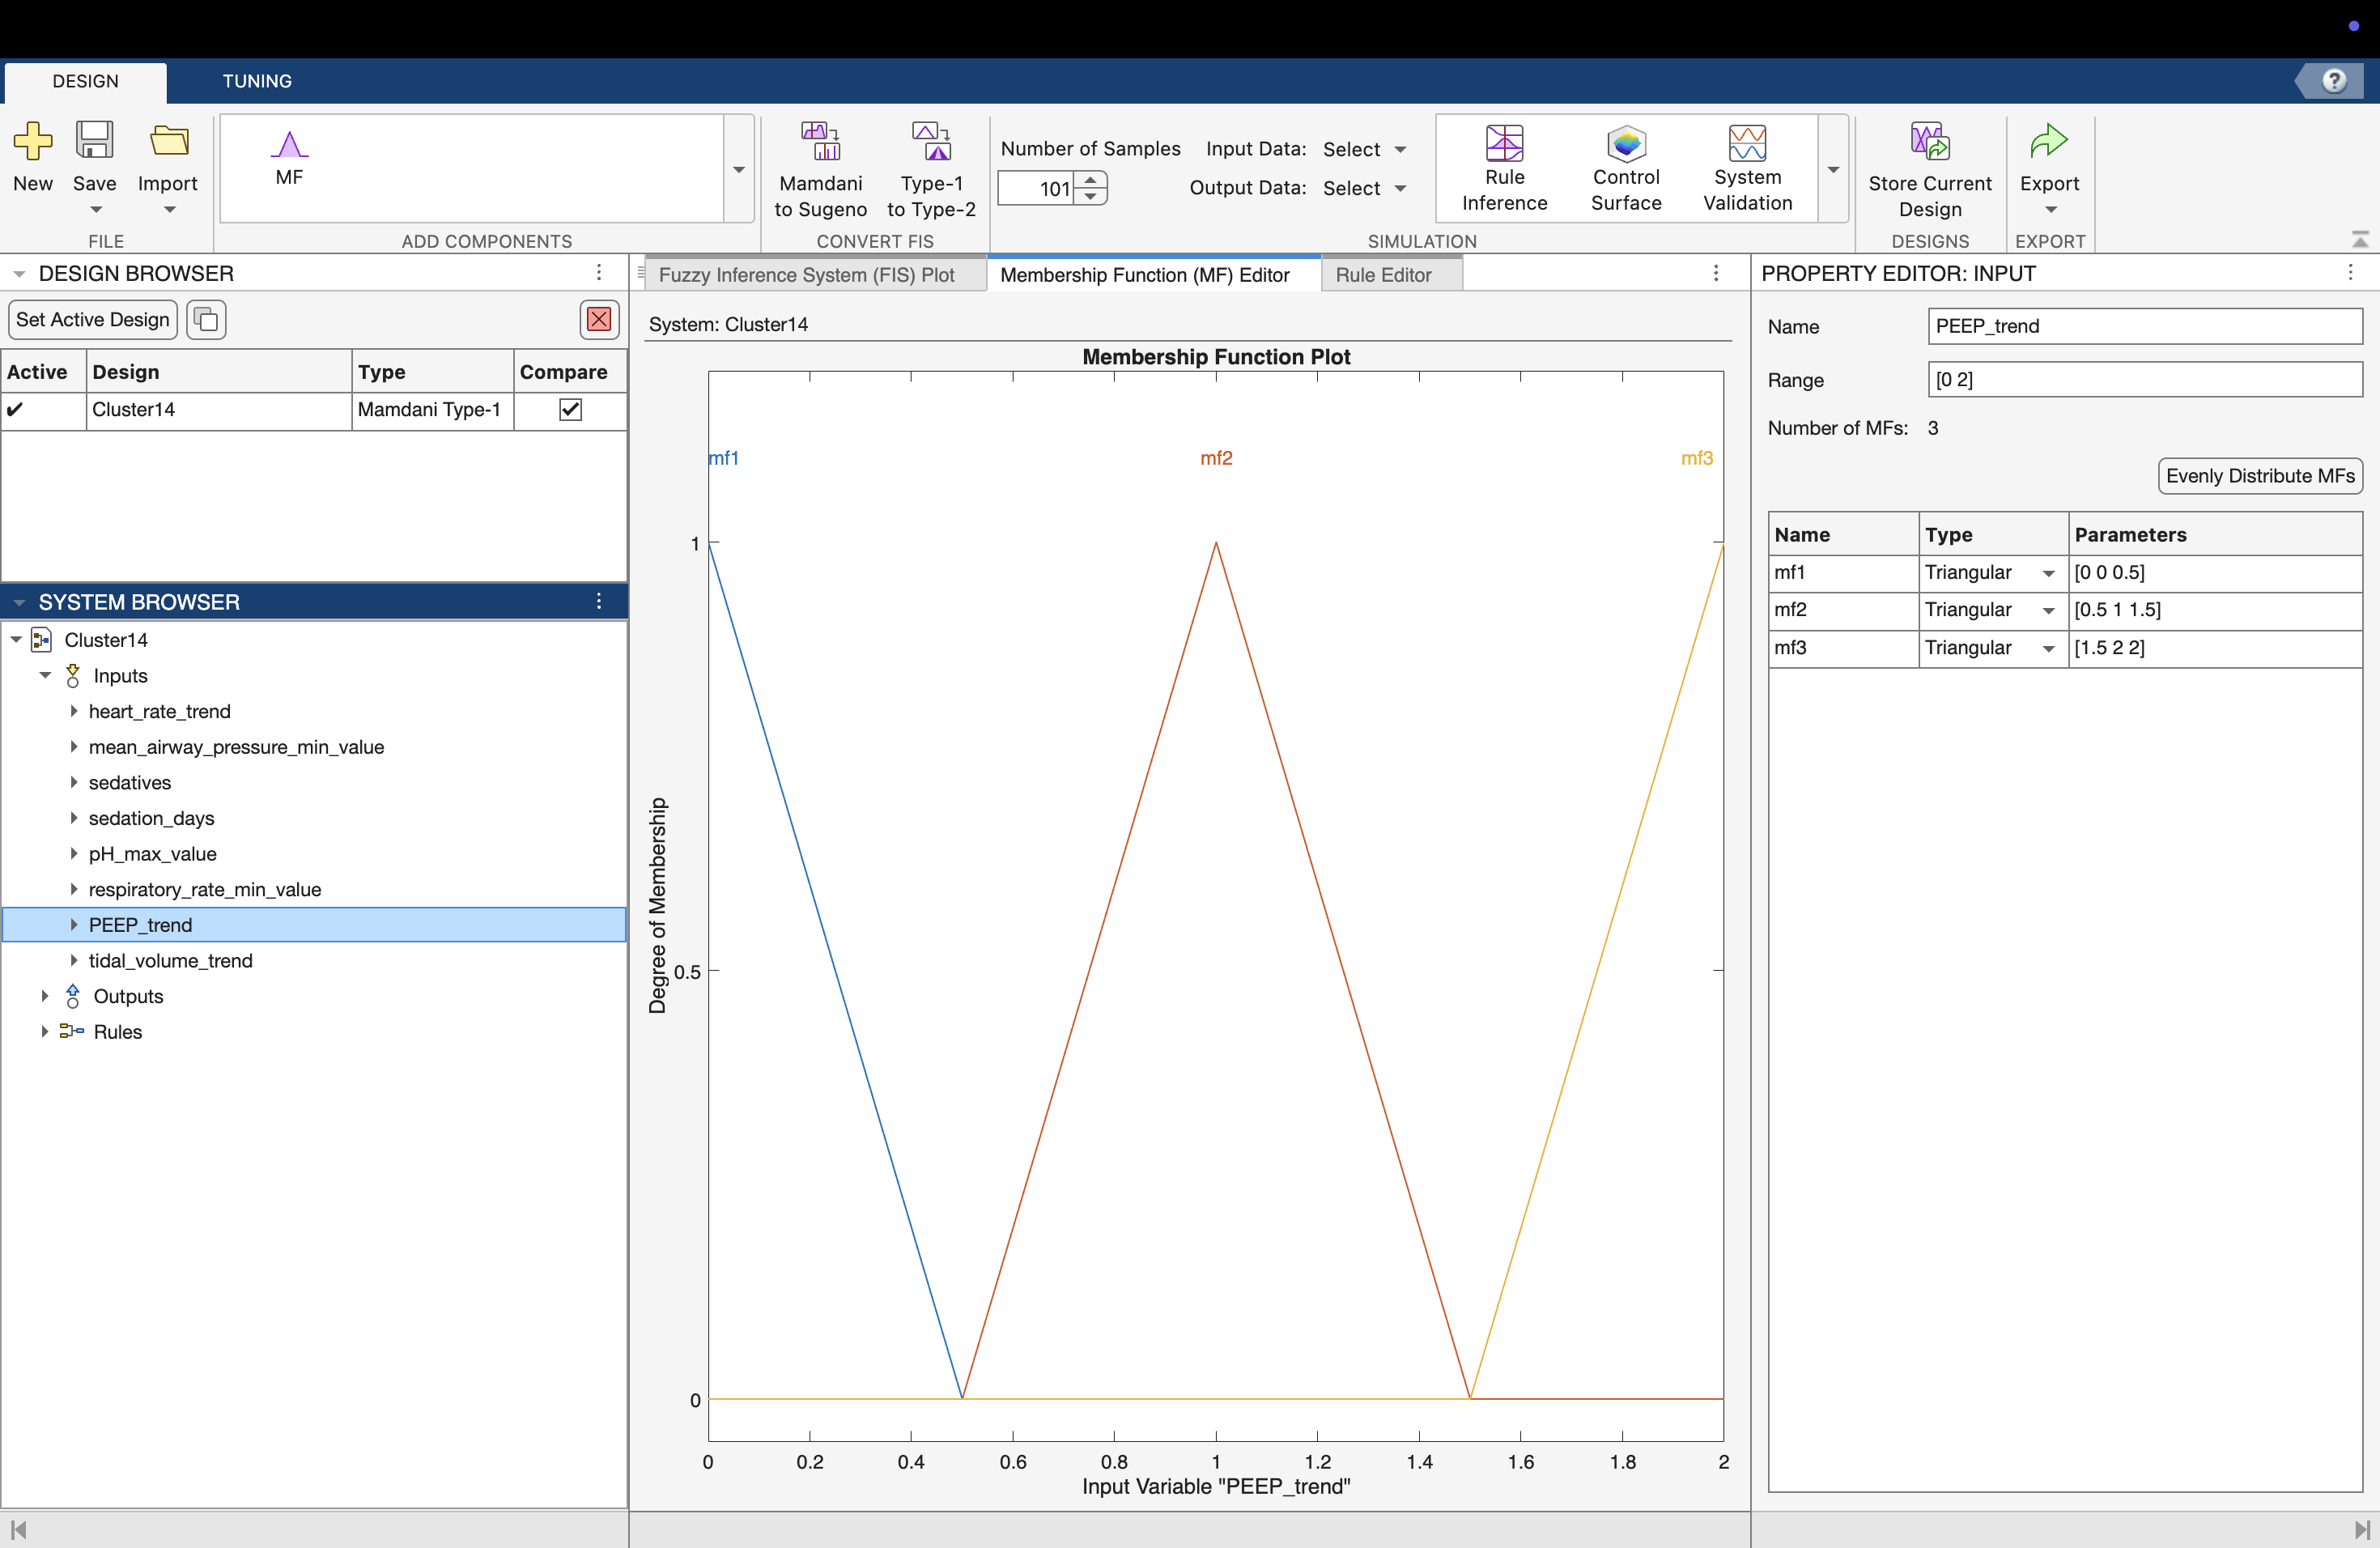 DESIGN
TUNING
New
Save
Import
FILE
MF
ADD COMPONENTS
Mamdani
to Sugeno
Type-1
to Type-2
CONVERT FIS
Number of Samples
101
Input Data: Select
Output Data: Select
Rule
Inference
Control
Surface
System
Validation
SIMULATION
Store Current
Design
DESIGNS
Export
EXPORT
DESIGN BROWSER
Set Active Design
Active Design Type Compare
Cluster14 Mamdani Type-1
SYSTEM BROWSER
Cluster14
Inputs
heart_rate_trend
mean_airway_pressure_min_value
sedatives
sedation_days
pH_max_value
respiratory_rate_min_value
PEEP_trend
tidal_volume_trend
Outputs
Rules
Fuzzy Inference System (FIS) Plot
Membership Function (MF) Editor
Rule Editor
System: Cluster14
Membership Function Plot
mf1 mf2 mf3
1
0.5
0
Degree of Membership
0 0.2 0.4 0.6 0.8 1 1.2 1.4 1.6 1.8 2
Input Variable "PEEP_trend"
PROPERTY EDITOR: INPUT
Name PEEP_trend
Range [0 2]
Number of MFs: 3
Evenly Distribute MFs
Name Type Parameters
mf1 Triangular [0 0 0.5]
mf2 Triangular [0.5 1 1.5]
mf3 Triangular [1.5 2 2]